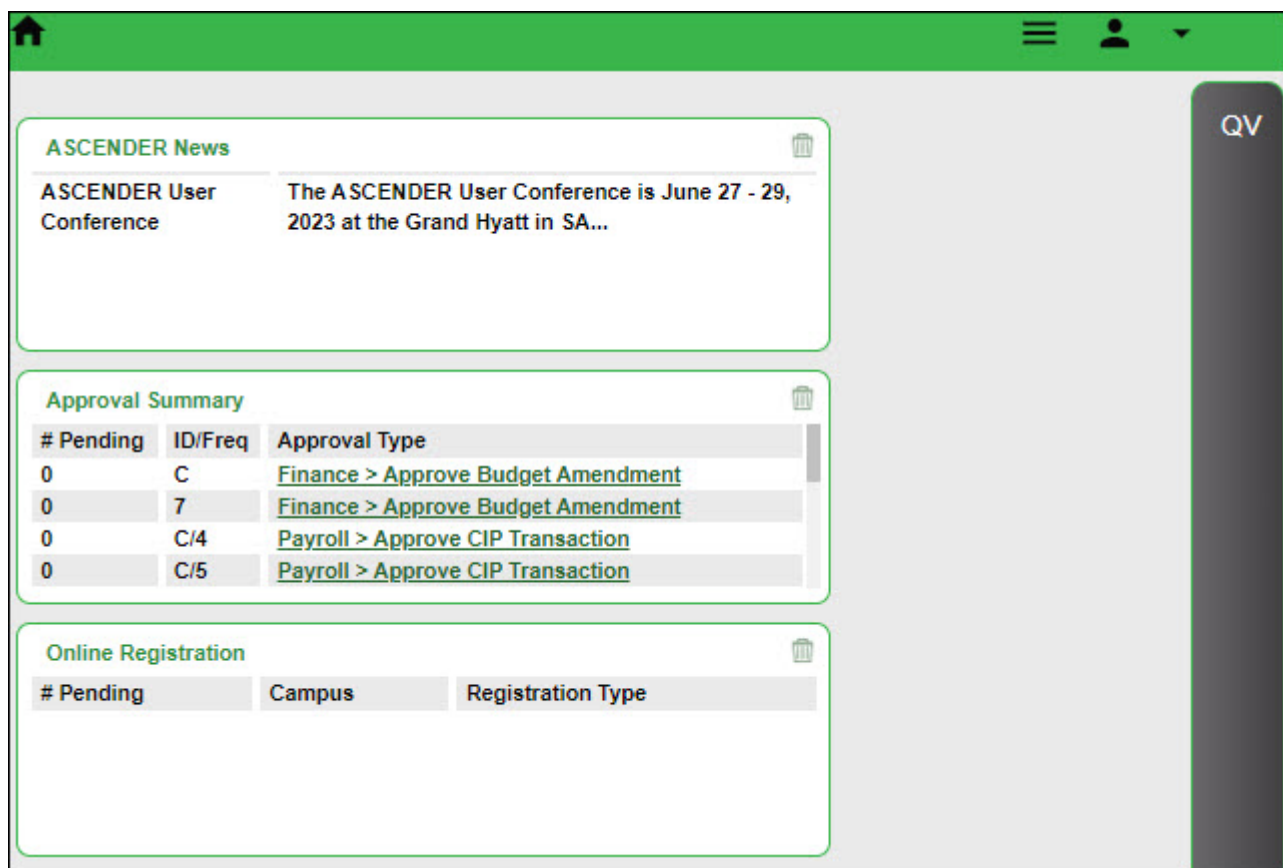 QV
ASCENDER News
ASCENDER User Conference The ASCENDER User Conference is June 27 - 29, 2023 at the Grand Hyatt in SA...
Approval Summary
# Pending ID/Freq Approval Type
0 C Finance > Approve Budget Amendment
0 7 Finance > Approve Budget Amendment
0 C/4 Payroll > Approve CIP Transaction
0 C/5 Payroll > Approve CIP Transaction
Online Registration
# Pending Campus Registration Type